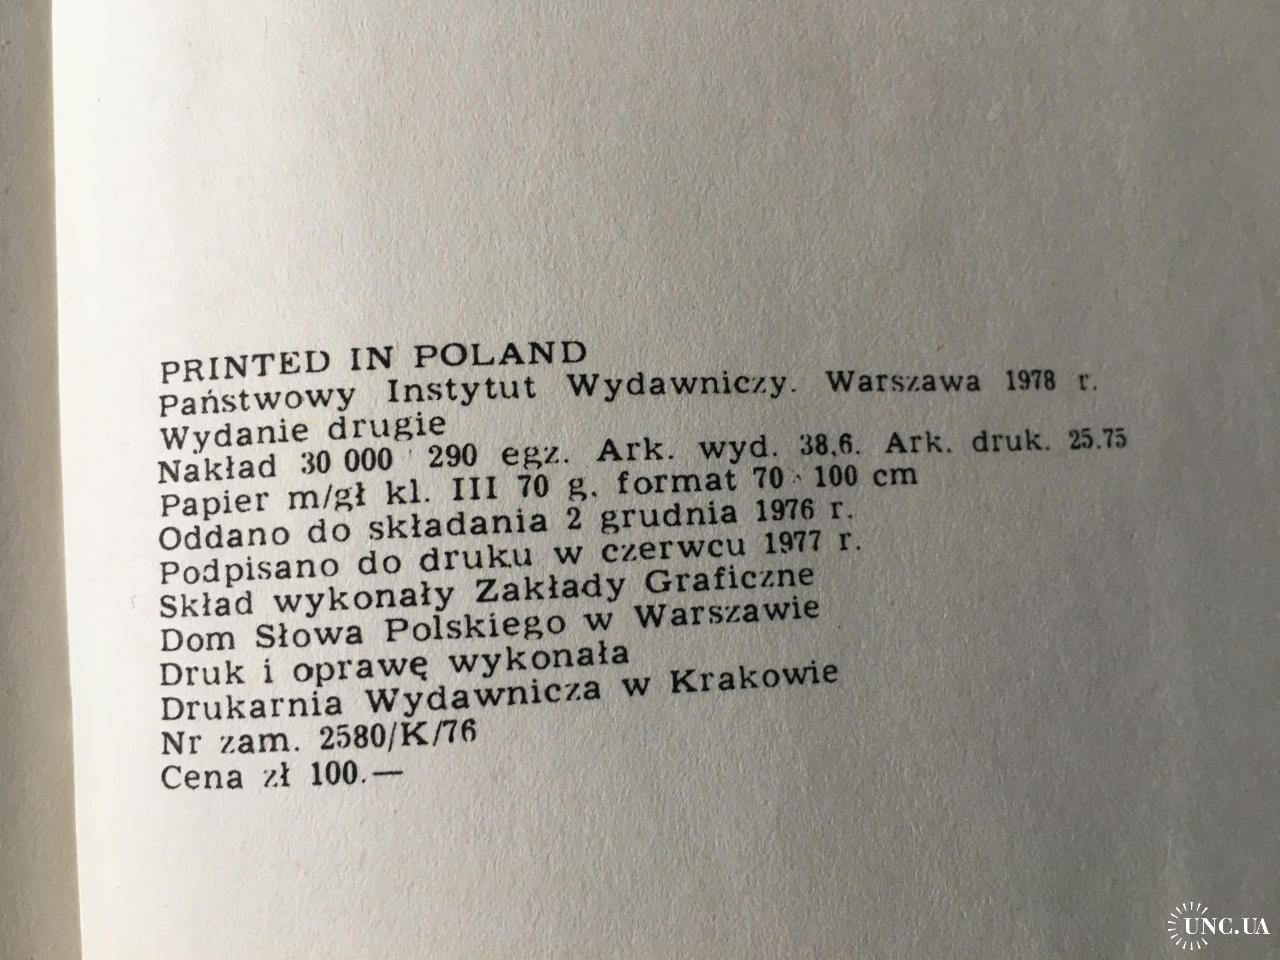 PRINTED IN POLAND
Państwowy Instytut Wydawniczy. Warszawa 1978 r.
Wydanie drugie
Nakład 30 000 290 egz. Ark. wyd. 38,6. Ark. druk. 25.75
Papier m/gł kl. III 70 g. format 70 · 100 cm
Oddano do składania 2 grudnia 1976 r.
Podpisano do druku w czerwcu 1977 r.
Skład wykonały Zakłady Graficzne
Dom Słowa Polskiego w Warszawie
Druk i oprawę wykonała
Drukarnia Wydawnicza w Krakowie
Nr zam. 2580/K/76
Cena zł 100.—
UNC.UA